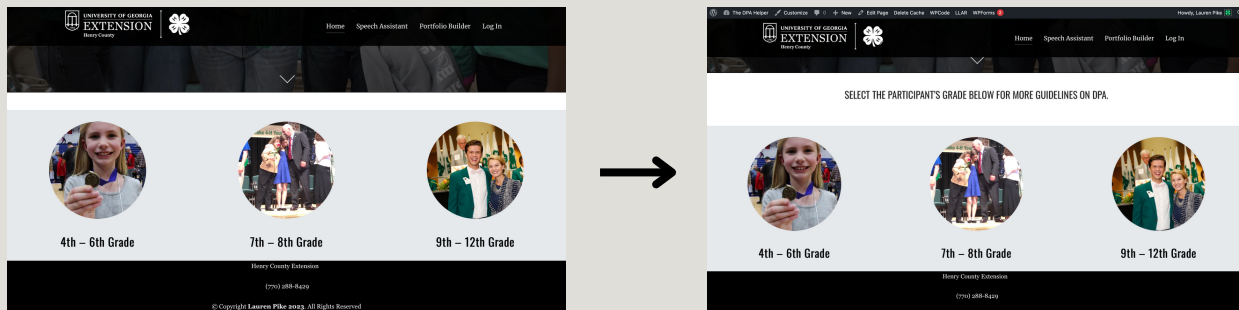 UNIVERSITY OF GEORGIA
EXTENSION
Henry County
Home Speech Assistant Portfolio Builder Log In
4th – 6th Grade
7th – 8th Grade
9th – 12th Grade
Henry County Extension
(770) 288-8429
© Copyright Lauren Pike 2023. All Rights Reserved
The DPA Helper Customize 0 New Edit Page Delete Cache WPCode LLAR WPForms 2
Howdy, Lauren Pike
UNIVERSITY OF GEORGIA
EXTENSION
Henry County
Home Speech Assistant Portfolio Builder Log In
SELECT THE PARTICIPANT'S GRADE BELOW FOR MORE GUIDELINES ON DPA.
4th – 6th Grade
7th – 8th Grade
9th – 12th Grade
Henry County Extension
(770) 288-8429